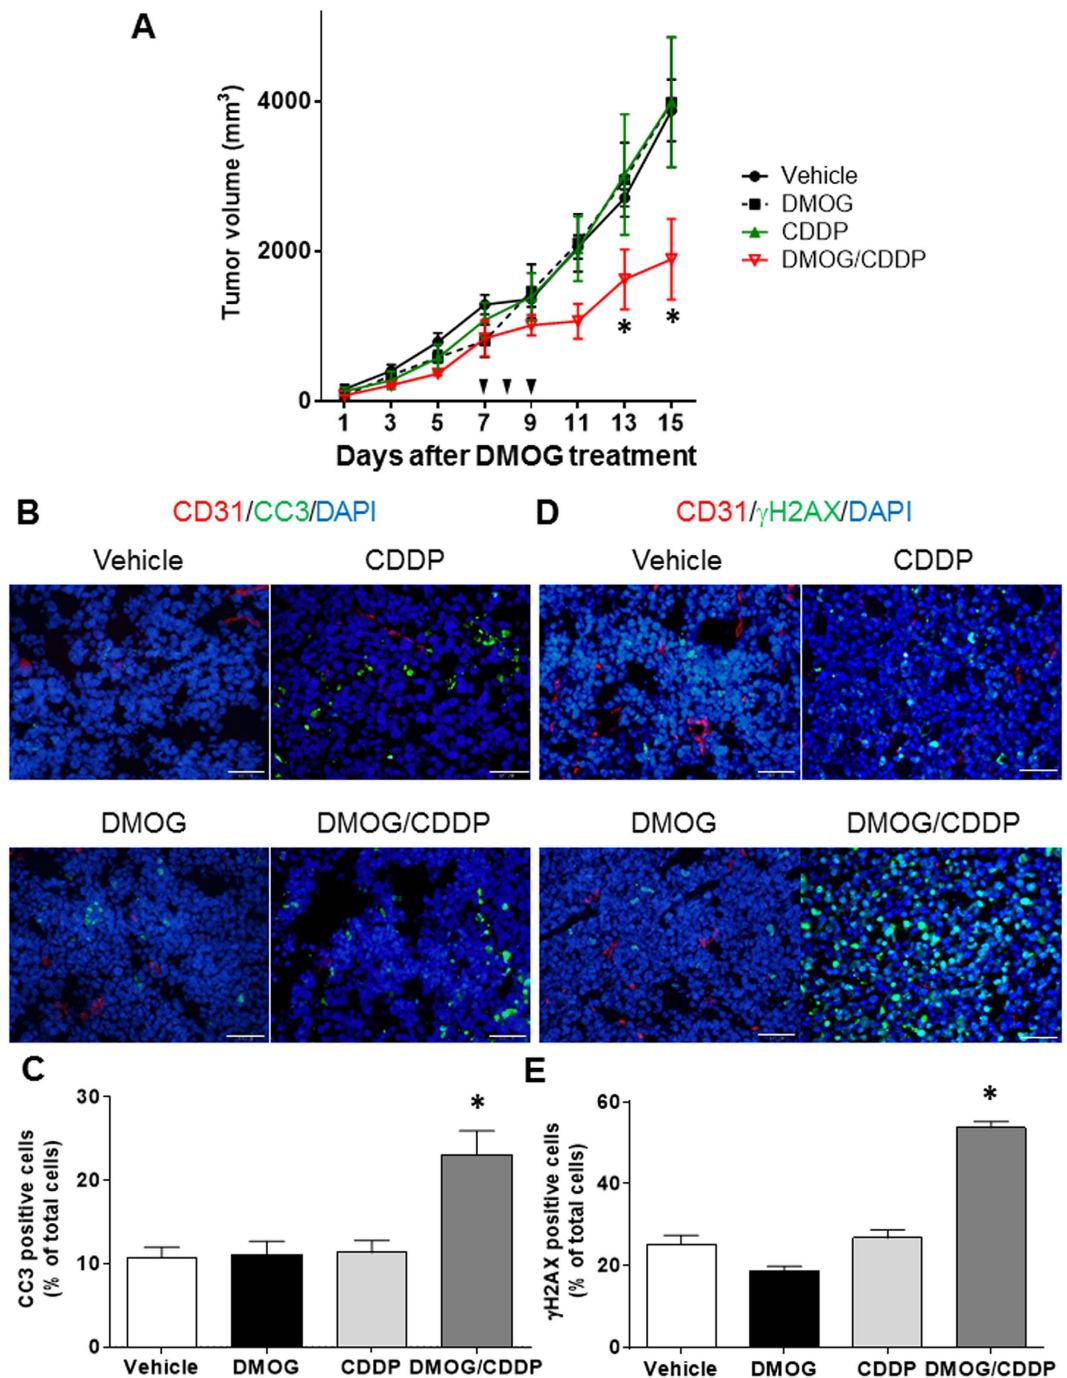 A
Tumor volume (mm³)
4000
2000
0
1 3 5 7 9 11 13 15
Days after DMOG treatment
* *
Vehicle
DMOG
CDDP
DMOG/CDDP
B
CD31/CC3/DAPI
Vehicle CDDP
DMOG DMOG/CDDP
D
CD31/γH2AX/DAPI
Vehicle CDDP
DMOG DMOG/CDDP
C
CC3 positive cells
(% of total cells)
30
20
10
0
*
Vehicle DMOG CDDP DMOG/CDDP
E
γH2AX positive cells
(% of total cells)
60
40
20
0
*
Vehicle DMOG CDDP DMOG/CDDP